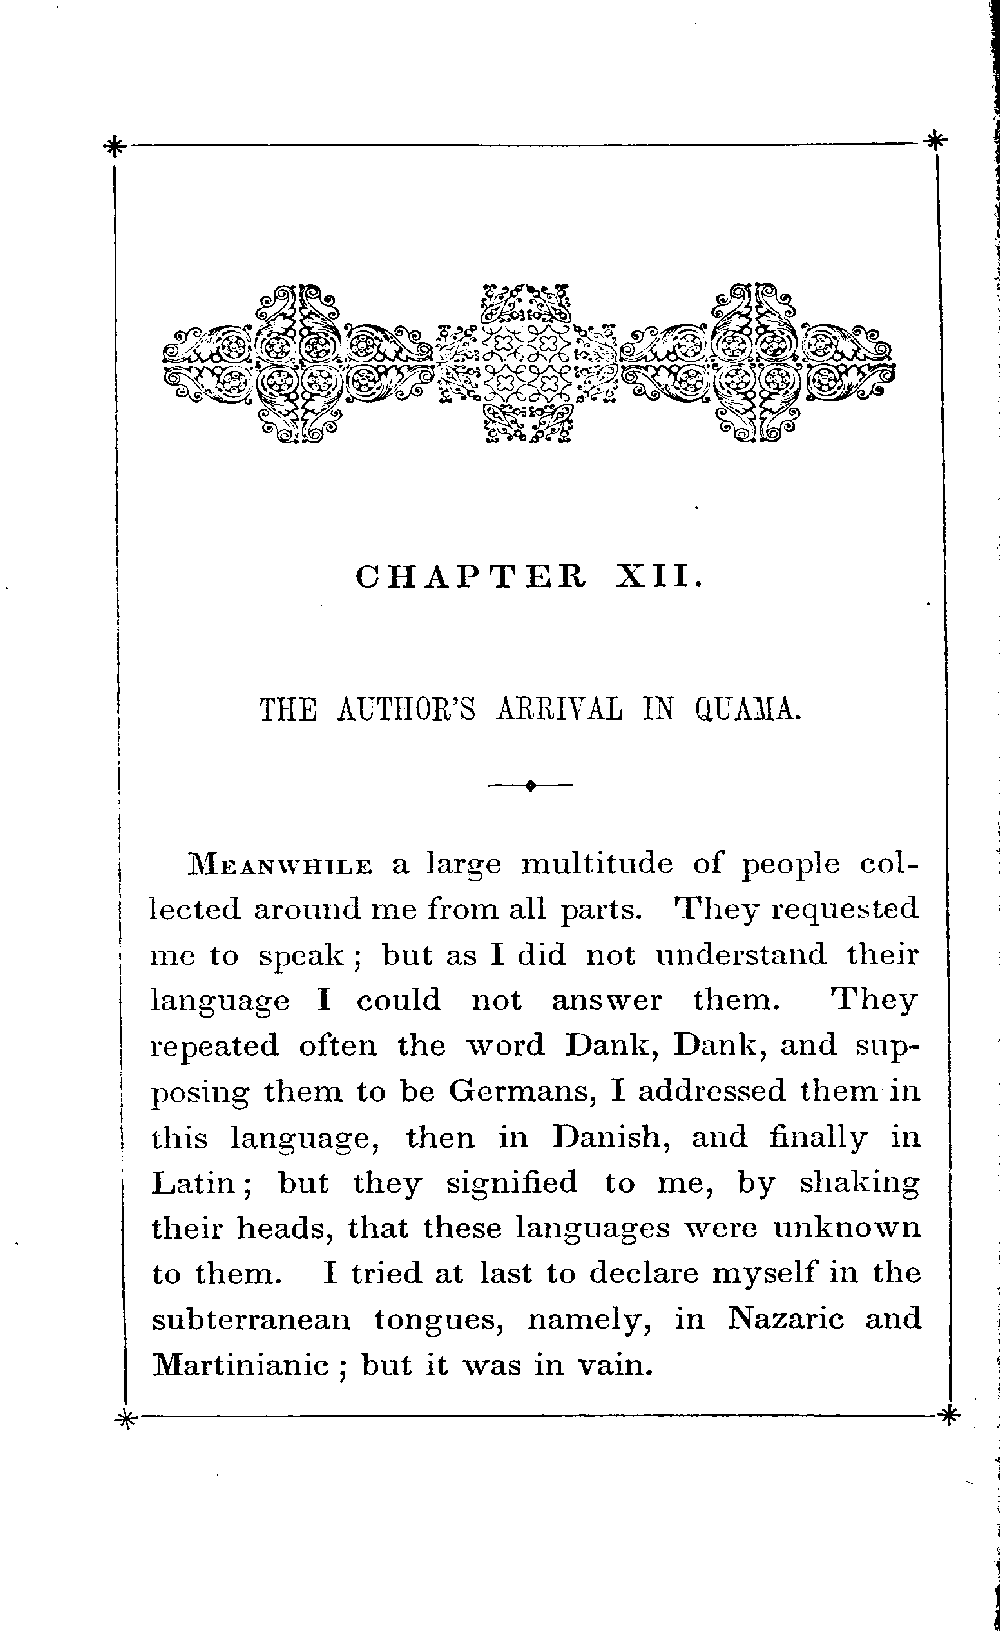 CHAPTER XII.
THE AUTHOR'S ARRIVAL IN QUAMA.
MEANWHILE a large multitude of people col-
lected around me from all parts. They requested
me to speak; but as I did not understand their
language I could not answer them. They
repeated often the word Dank, Dank, and sup-
posing them to be Germans, I addressed them in
this language, then in Danish, and finally in
Latin; but they signified to me, by shaking
their heads, that these languages were unknown
to them. I tried at last to declare myself in the
subterranean tongues, namely, in Nazaric and
Martinianic; but it was in vain.